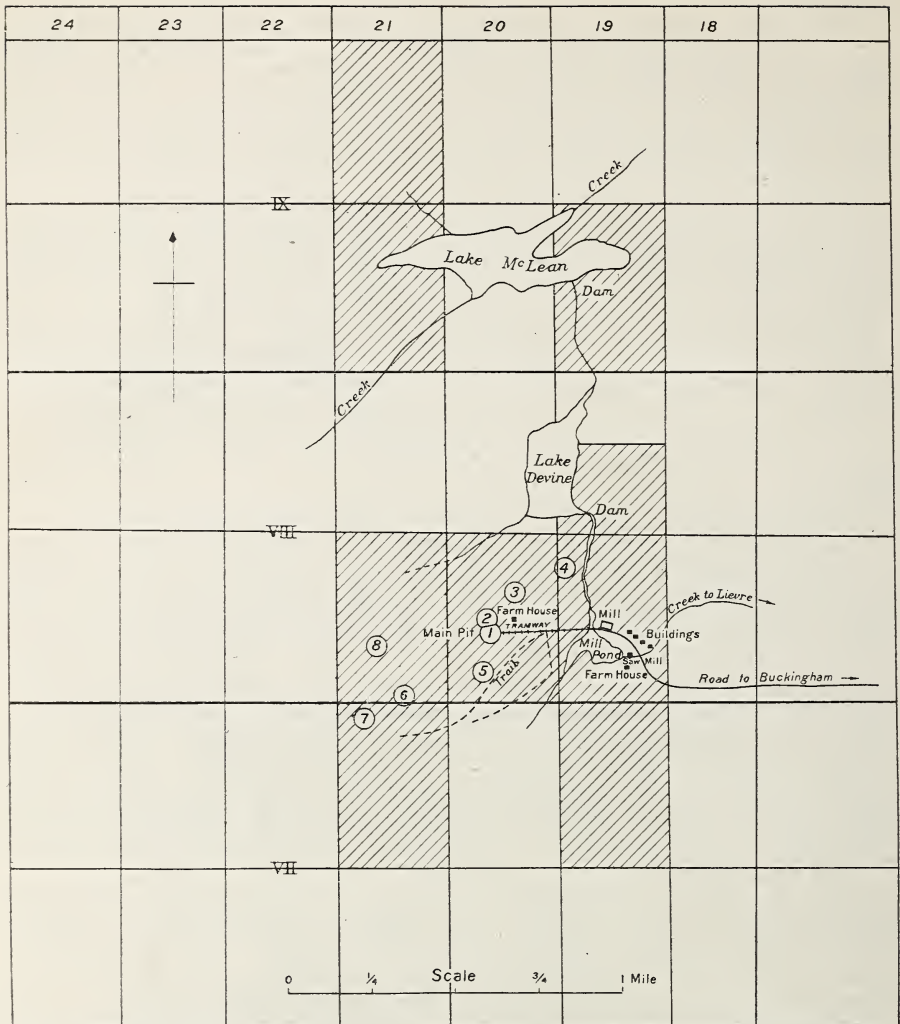 24 23 22 21 20 19 18
Creek
IX
Lake McLean
Dam
Creek
Lake
Devine
Dam
VIII
4
3
Creek to Lievre
2
Farm House
Mill
Main Pit
1
TRAMWAY
Buildings
8
Mill
Pond
Saw Mill
5
Trails
Farm House
Road to Buckingham
6
7
VII
Scale
0 1/4 3/4 1 Mile